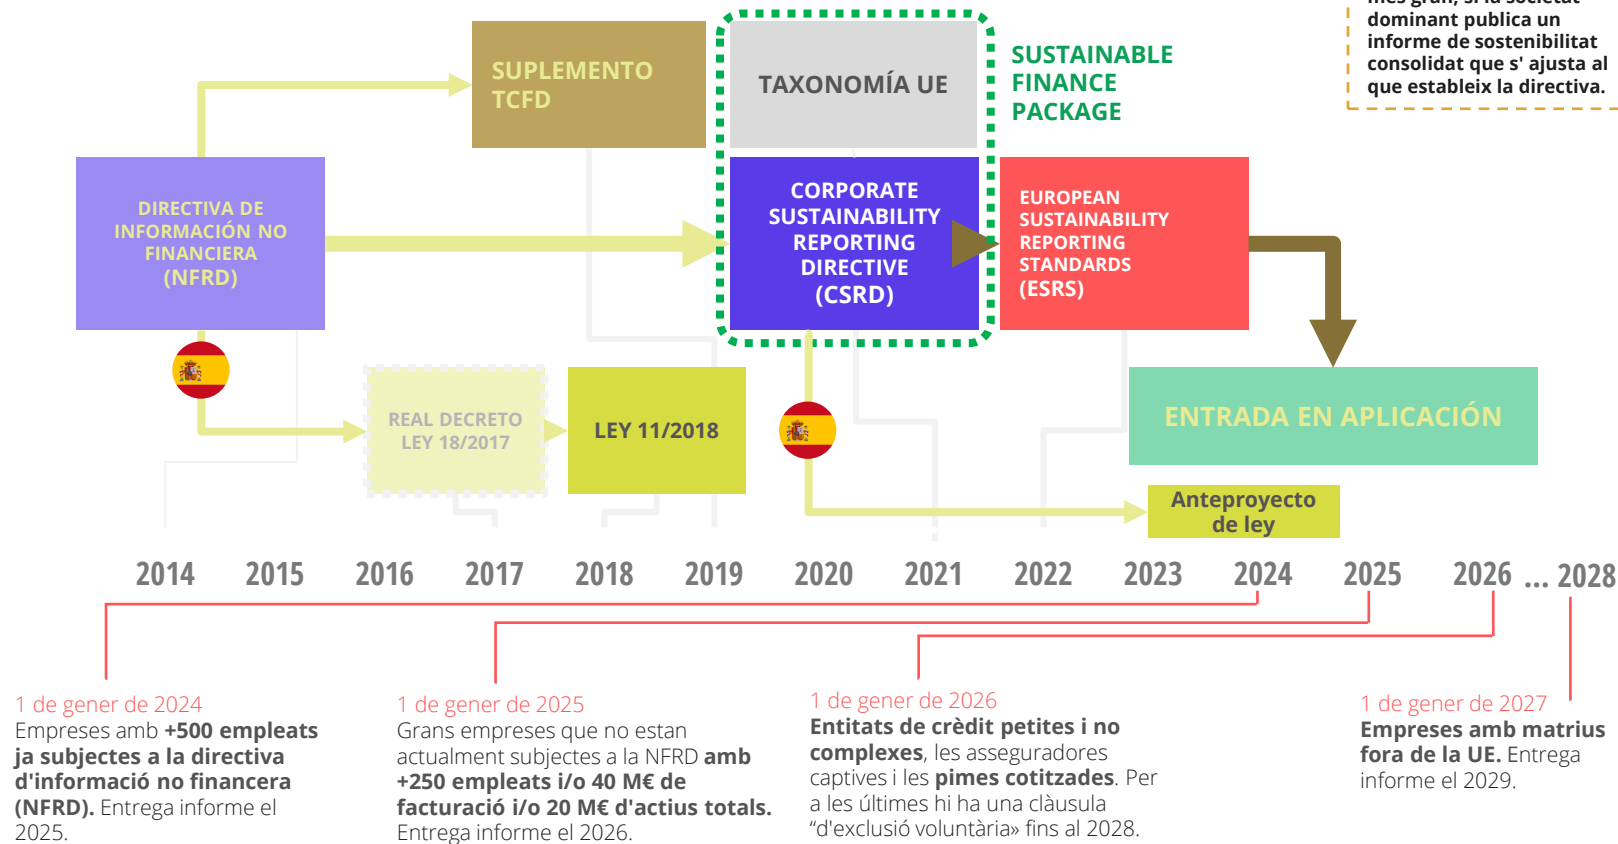 més gran, si la societat
dominant publica un
informe de sostenibilitat
consolidat que s' ajusta al
que estableix la directiva.
SUPLEMENTO
TCFD
TAXONOMÍA UE
SUSTAINABLE
FINANCE
PACKAGE
DIRECTIVA DE
INFORMACIÓN NO
FINANCIERA
(NFRD)
CORPORATE
SUSTAINABILITY
REPORTING
DIRECTIVE
(CSRD)
EUROPEAN
SUSTAINABILITY
REPORTING
STANDARDS
(ESRS)
REAL DECRETO
LEY 18/2017
LEY 11/2018
ENTRADA EN APLICACIÓN
Anteproyecto
de ley
2014 2015 2016 2017 2018 2019 2020 2021 2022 2023 2024 2025 2026 ... 2028
1 de gener de 2024
Empreses amb +500 empleats
ja subjectes a la directiva
d'informació no financera
(NFRD). Entrega informe el
2025.
1 de gener de 2025
Grans empreses que no estan
actualment subjectes a la NFRD amb
+250 empleats i/o 40 M€ de
facturació i/o 20 M€ d'actius totals.
Entrega informe el 2026.
1 de gener de 2026
Entitats de crèdit petites i no
complexes, les asseguradores
captives i les pimes cotitzades. Per
a les últimes hi ha una clàusula
“d'exclusió voluntària» fins al 2028.
1 de gener de 2027
Empreses amb matrius
fora de la UE. Entrega
informe el 2029.